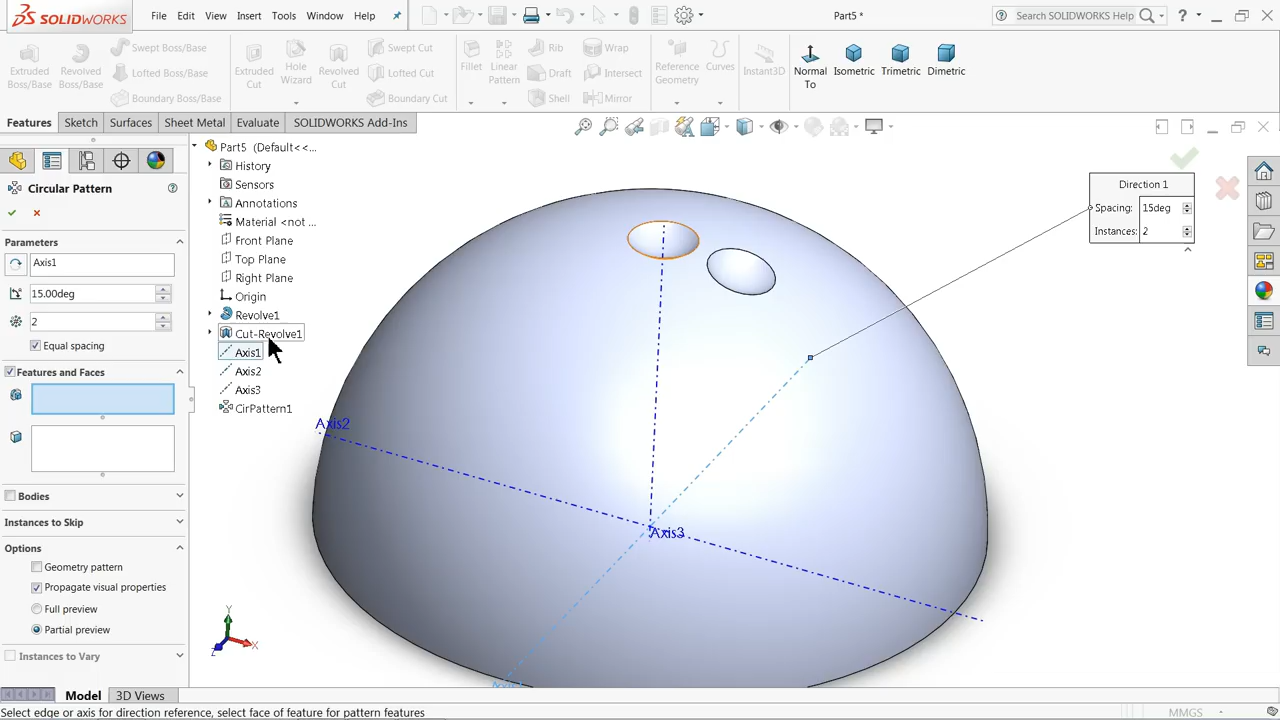 SOLIDWORKS
File
Edit
View
Insert
Tools
Window
Help
Part5 *
Search SOLIDWORKS Help
?
Extruded Boss/Base
Revolved Boss/Base
Swept Boss/Base
Lofted Boss/Base
Boundary Boss/Base
Extruded Cut
Hole Wizard
Revolved Cut
Swept Cut
Lofted Cut
Boundary Cut
Fillet
Linear Pattern
Rib
Draft
Shell
Wrap
Intersect
Mirror
Reference Geometry
Curves
Instant3D
Normal To
Isometric
Trimetric
Dimetric
Features
Sketch
Surfaces
Sheet Metal
Evaluate
SOLIDWORKS Add-Ins
Circular Pattern
Parameters
Axis1
15.00deg
2
Equal spacing
Features and Faces
Bodies
Instances to Skip
Options
Geometry pattern
Propagate visual properties
Full preview
Partial preview
Instances to Vary
Part5 (Default<<...
History
Sensors
Annotations
Material <not ...
Front Plane
Top Plane
Right Plane
Origin
Revolve1
Cut-Revolve1
Axis1
Axis2
Axis3
CirPattern1
Direction 1
Spacing: 15deg
Instances: 2
Axis2
Axis3
Y
X
Z
Model
3D Views
Select edge or axis for direction reference, select face of feature for pattern features
MMGS